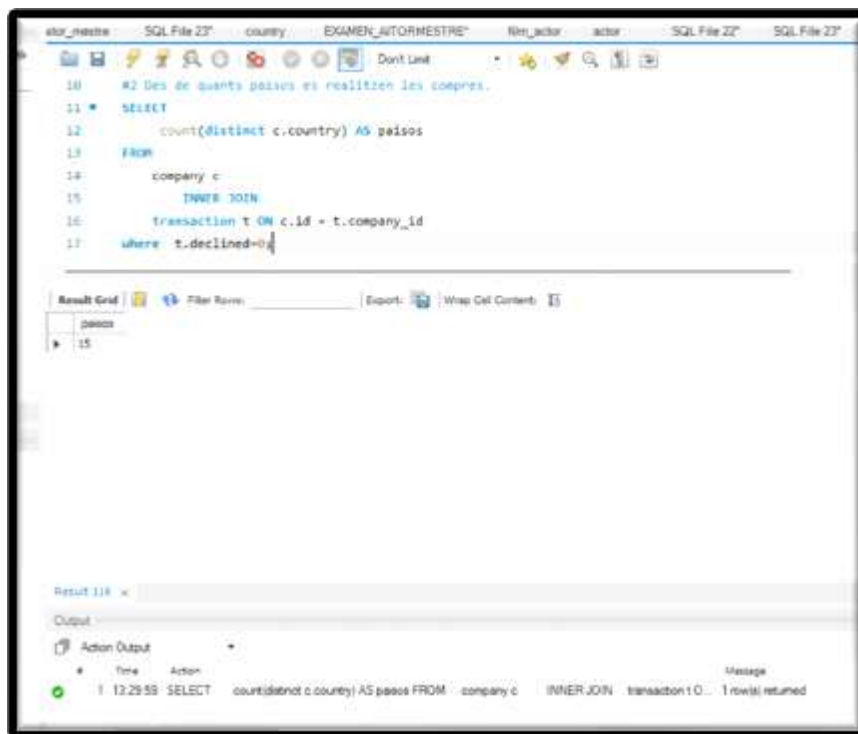 ator_mestre SQL File 23* country EXAMEN_AITORMESTRE* film_actor actor SQL File 22* SQL File 23*
Don't Limit
10 #2 Des de quants paisos es realitzen les compres.
11 SELECT
12 count(distinct c.country) AS paisos
13 FROM
14 company c
15 INNER JOIN
16 transaction t ON c.id = t.company_id
17 where t.declined=0;
Result Grid Filter Rows: Export: Wrap Cell Content:
paisos
15
Result 118 ×
Output
Action Output
# Time Action Message
1 13:29:59 SELECT count(distinct c.country) AS paisos FROM company c INNER JOIN transaction t O... 1 row(s) returned